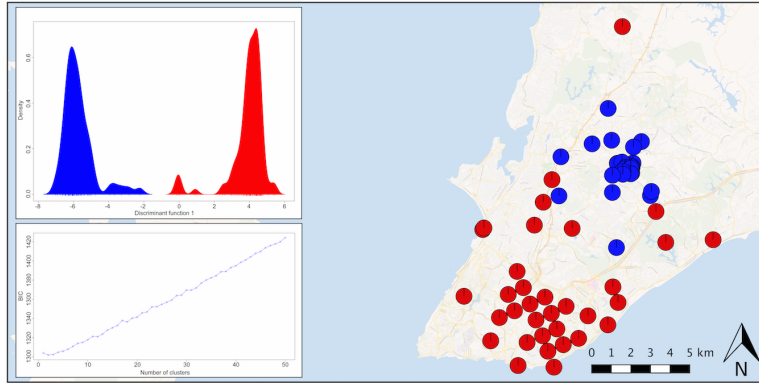 Density
0.6
0.4
0.2
0.0
-8 -6 -4 -2 0 2 4 6
Discriminant function 1
BIC
1420
1400
1380
1360
1340
1320
1300
0 10 20 30 40 50
Number of clusters
0 1 2 3 4 5 km
N